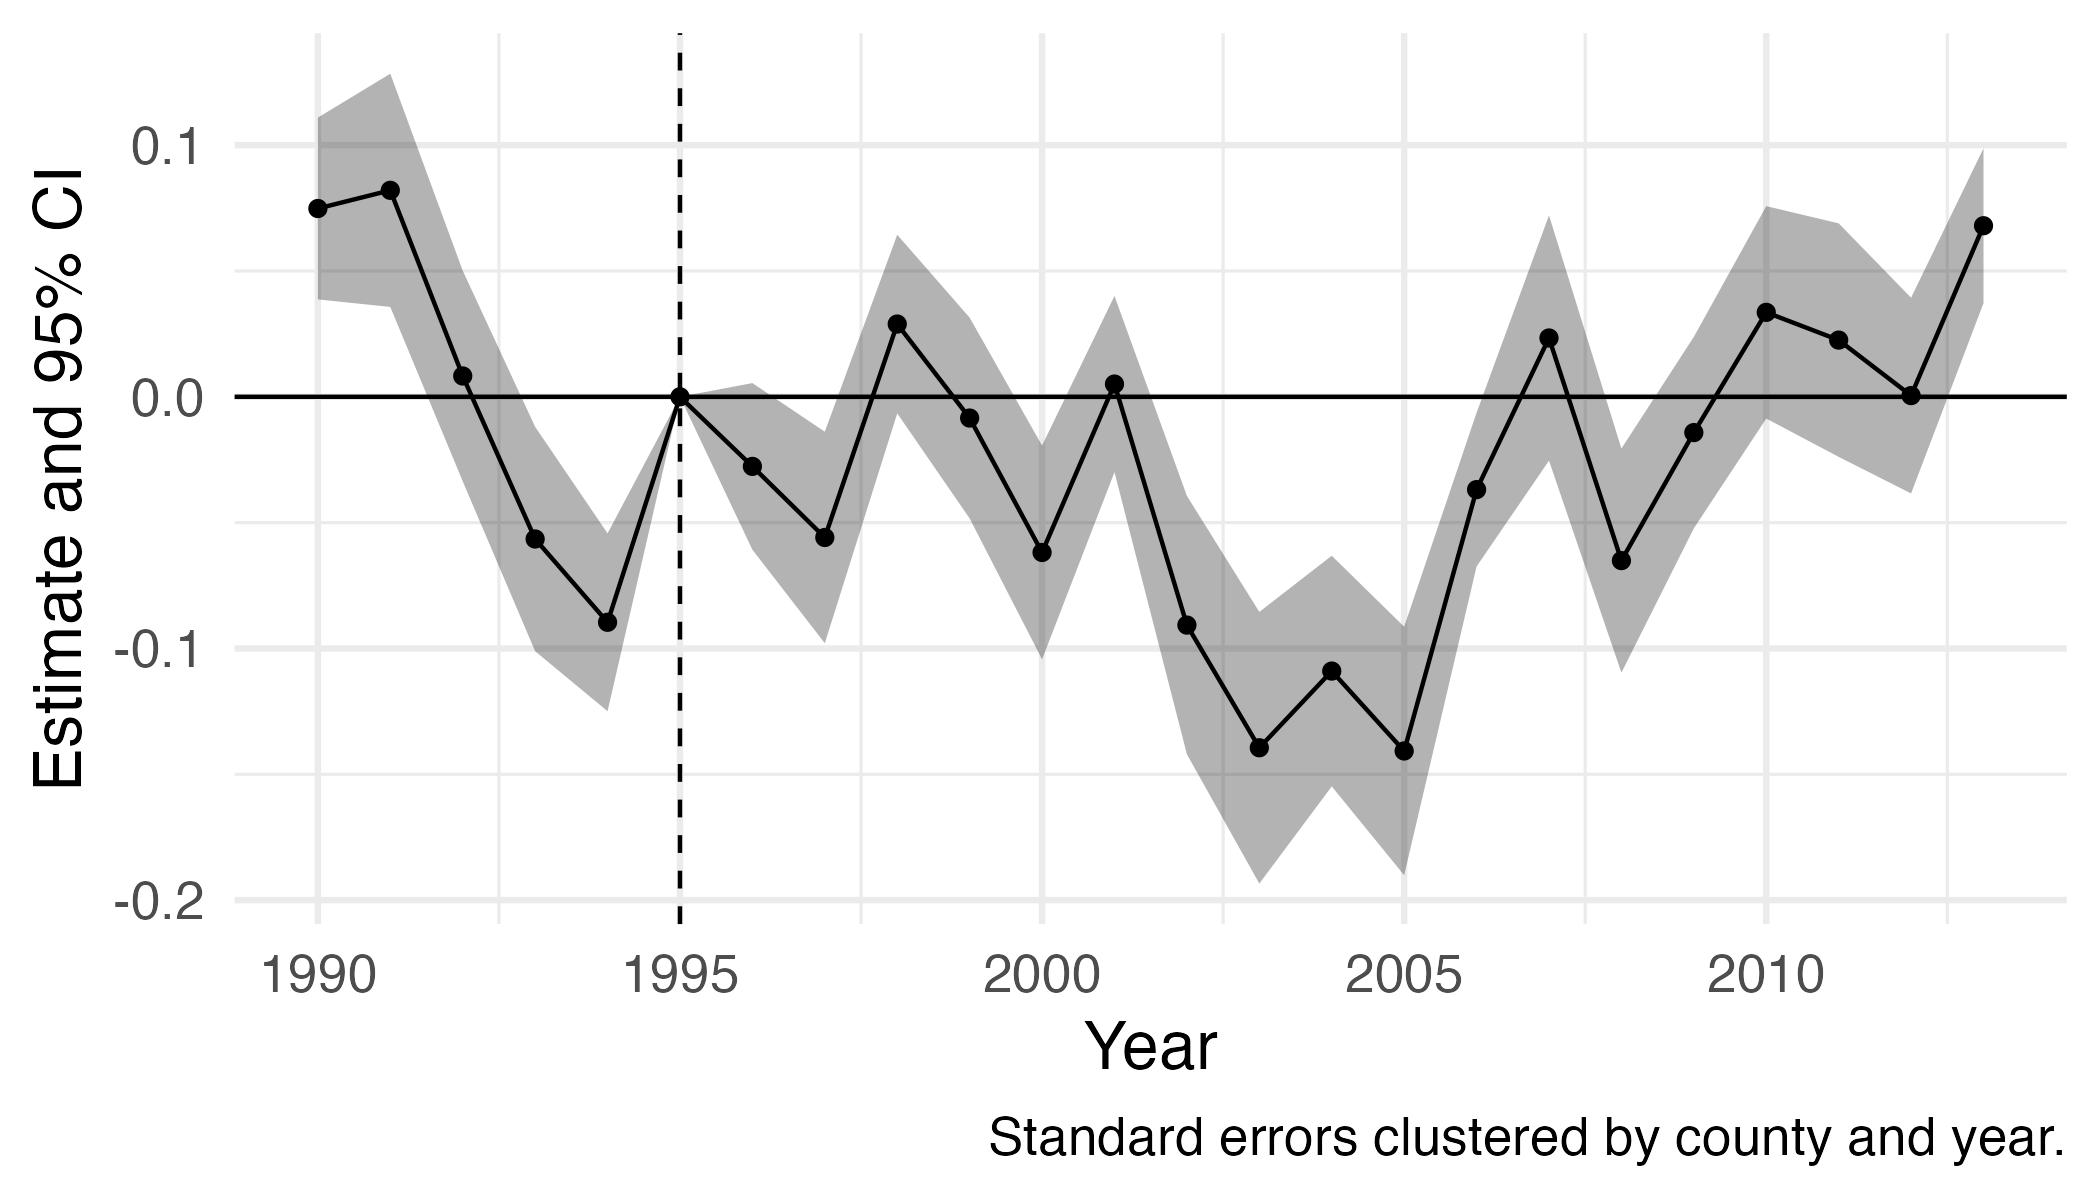 Estimate and 95% CI
0.1
0.0
-0.1
-0.2
1990 1995 2000 2005 2010
Year
Standard errors clustered by county and year.